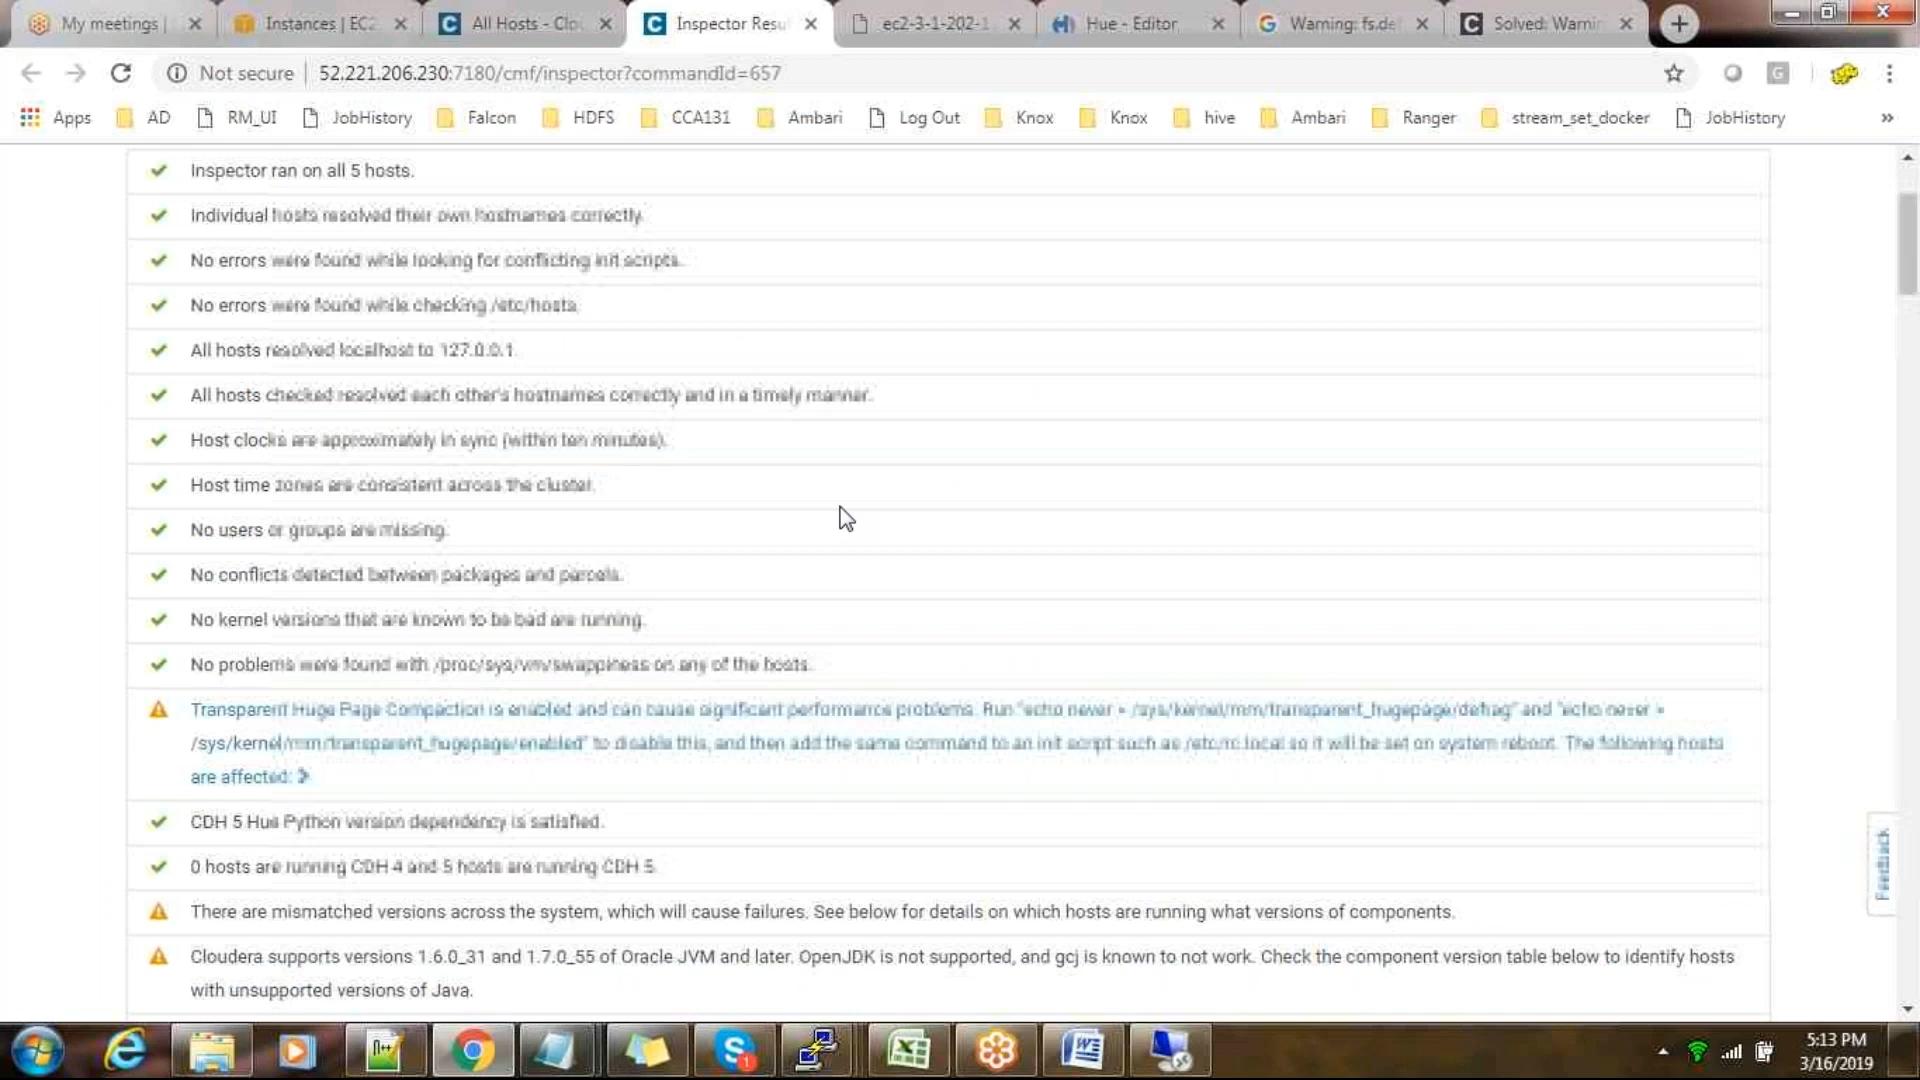 My meetings |
Instances | EC2
All Hosts - Clou
Inspector Resu
ec2-3-1-202-1
Hue - Editor
Warning: fs.de
Solved: Warnin
Not secure
52.221.206.230:7180/cmf/inspector?commandId=657
Apps
AD
RM_UI
JobHistory
Falcon
HDFS
CCA131
Ambari
Log Out
Knox
Knox
hive
Ambari
Ranger
stream_set_docker
JobHistory
»
Inspector ran on all 5 hosts.
Individual hosts resolved their own hostnames correctly.
No errors were found while looking for conflicting init scripts.
No errors were found while checking /etc/hosts.
All hosts resolved localhost to 127.0.0.1.
All hosts checked resolved each other's hostnames correctly and in a timely manner.
Host clocks are approximately in sync (within ten minutes).
Host time zones are consistent across the cluster.
No users or groups are missing.
No conflicts detected between packages and parcels.
No kernel versions that are known to be bad are running.
No problems were found with /proc/sys/vm/swappiness on any of the hosts.
Transparent Huge Page Compaction is enabled and can cause significant performance problems. Run "echo never > /sys/kernel/mm/transparent_hugepage/defrag" and "echo never >
/sys/kernel/mm/transparent_hugepage/enabled" to disable this, and then add the same command to an init script such as /etc/rc.local so it will be set on system reboot. The following hosts
are affected:
CDH 5 Hue Python version dependency is satisfied.
0 hosts are running CDH 4 and 5 hosts are running CDH 5.
There are mismatched versions across the system, which will cause failures. See below for details on which hosts are running what versions of components.
Cloudera supports versions 1.6.0_31 and 1.7.0_55 of Oracle JVM and later. OpenJDK is not supported, and gcj is known to not work. Check the component version table below to identify hosts
with unsupported versions of Java.
Feedback
5:13 PM
3/16/2019